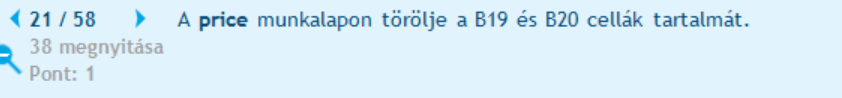 21 / 58 A price munkalapon törölje a B19 és B20 cellák tartalmát.
38 megnyitása
Pont: 1